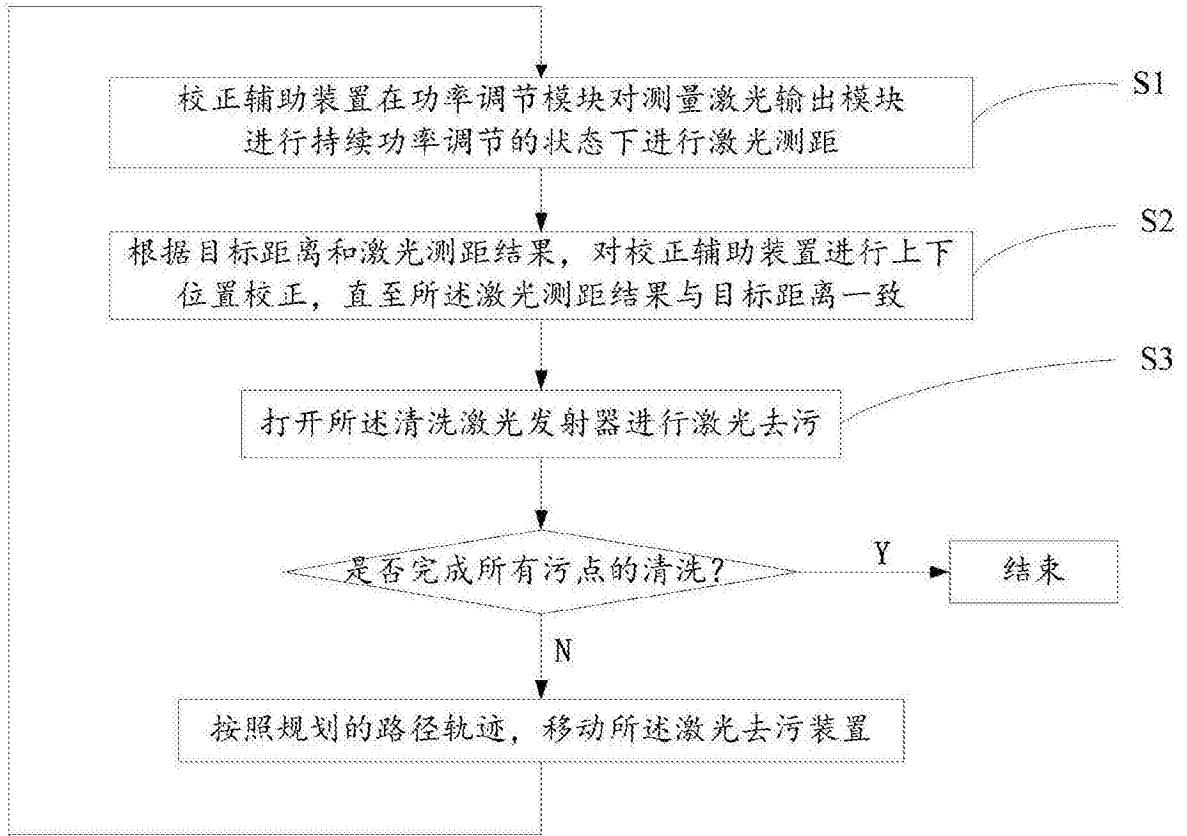 校正辅助装置在功率调节模块对测量激光输出模块
进行持续功率调节的状态下进行激光测距
S1
根据目标距离和激光测距结果，对校正辅助装置进行上下
位置校正，直至所述激光测距结果与目标距离一致
S2
打开所述清洗激光发射器进行激光去污
S3
是否完成所有污点的清洗？
Y
结束
N
按照规划的路径轨迹，移动所述激光去污装置